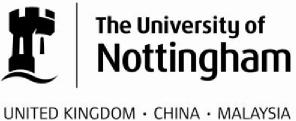 The University of
Nottingham
UNITED KINGDOM · CHINA · MALAYSIA